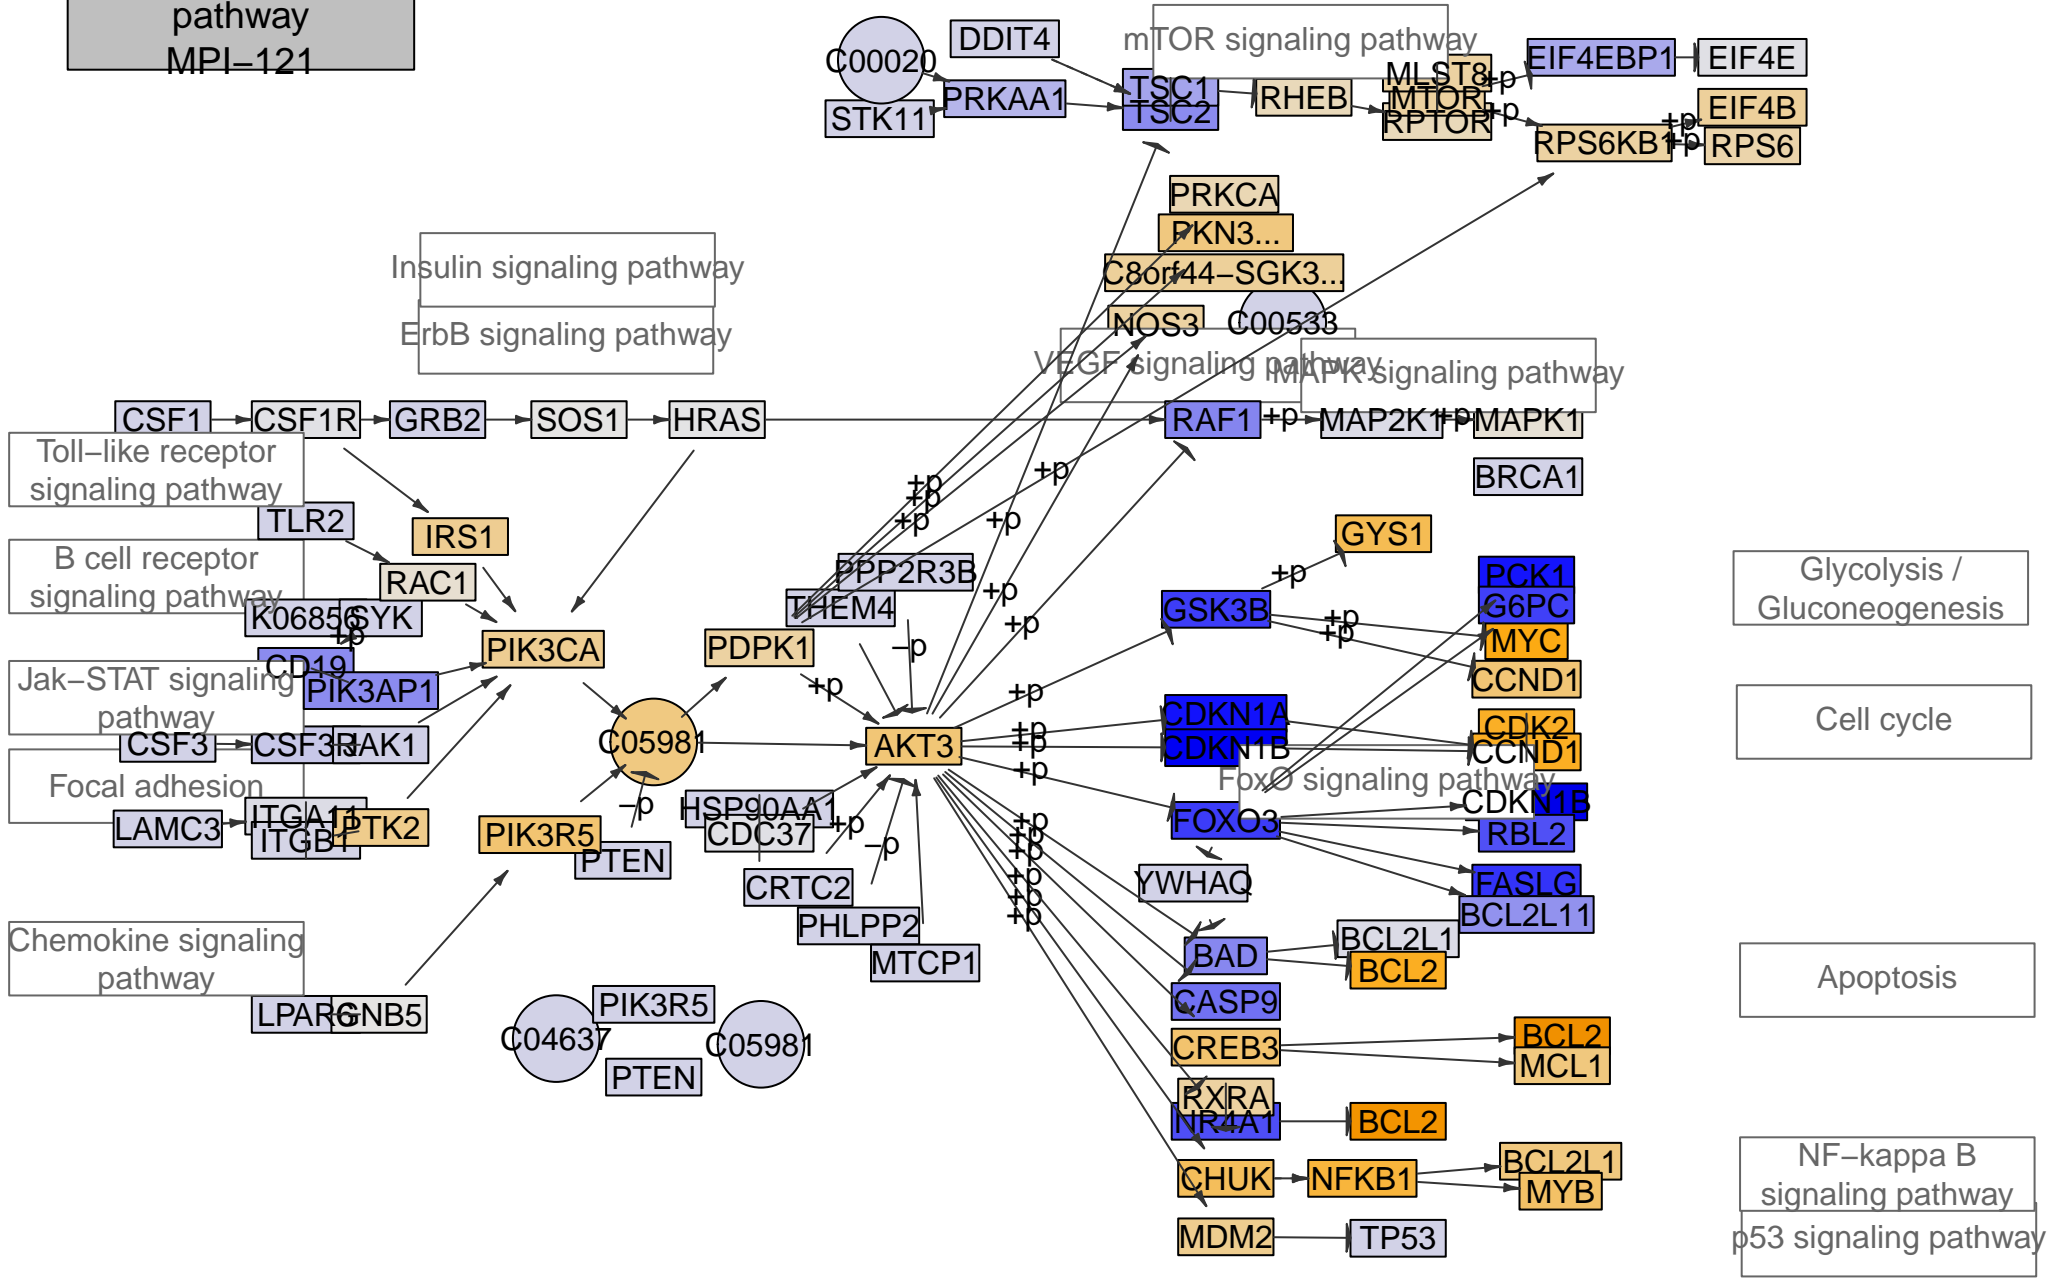 pathway
MPI−121
C00020
DDIT4
mTOR signaling pathway
EIF4EBP1
EIF4E
STK11
PRKAA1
TSC1
TSC2
RHEB
MLST8
MTOR
RPTOR
+p
+p
RPS6KB1
+p
+p
EIF4B
RPS6
PRKCA
PKN3...
C8orf44−SGK3...
NOS3
C00533
Insulin signaling pathway
ErbB signaling pathway
VEGF signaling pathway
MAPK signaling pathway
CSF1
CSF1R
GRB2
SOS1
HRAS
RAF1
+p
MAP2K1
+p
MAPK1
BRCA1
Toll−like receptor
signaling pathway
TLR2
IRS1
RAC1
B cell receptor
signaling pathway
K06856
SYK
+p
CD19
PIK3AP1
PIK3CA
PDPK1
THEM4
PPP2R3B
+p
−p
+p
+p
+p
+p
+p
+p
+p
GYS1
+p
GSK3B
+p
+p
PCK1
G6PC
MYC
CCND1
Glycolysis /
Gluconeogenesis
Jak−STAT signaling
pathway
CSF3
CSF3R
JAK1
C05981
AKT3
+p
+p
+p
+p
CDKN1A
CDKN1B
CDK2
CCND1
Cell cycle
FoxO signaling pathway
Focal adhesion
LAMC3
ITGA11
ITGB1
PTK2
PIK3R5
−p
PTEN
HSP90AA1
CDC37
+p
−p
CRTC2
PHLPP2
MTCP1
FOXO3
CDKN1B
RBL2
YWHAQ
FASLG
BCL2L11
+p
+p
+p
+p
+p
+p
Chemokine signaling
pathway
LPAR6
GNB5
C04637
PIK3R5
PTEN
C05981
BAD
BCL2L1
BCL2
Apoptosis
CASP9
CREB3
BCL2
MCL1
RXRA
NR4A1
BCL2
CHUK
NFKB1
BCL2L1
MYB
NF−kappa B
signaling pathway
MDM2
TP53
p53 signaling pathway